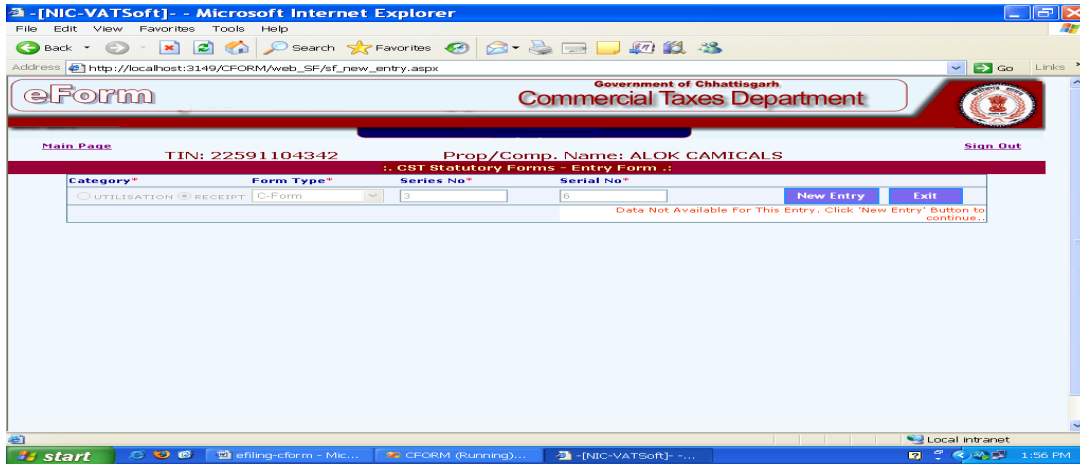 -[NIC-VATSoft]- - Microsoft Internet Explorer
File Edit View Favorites Tools Help
Back Search Favorites
Address http://localhost:3149/CFORM/web_SF/sf_new_entry.aspx Go Links
eForm
Government of Chhattisgarh
Commercial Taxes Department
Main Page
Sign Out
TIN: 22591104342 Prop/Comp. Name: ALOK CAMICALS
:. CST Statutory Forms - Entry Form .:
Category* Form Type* Series No* Serial No*
UTILISATION RECEIPT C-Form 3 6 New Entry Exit
Data Not Available For This Entry. Click 'New Entry' Button to
continue..
Local intranet
start efiling-cform - Mic... CFORM (Running)... -[NIC-VATSoft]- -... 1:56 PM